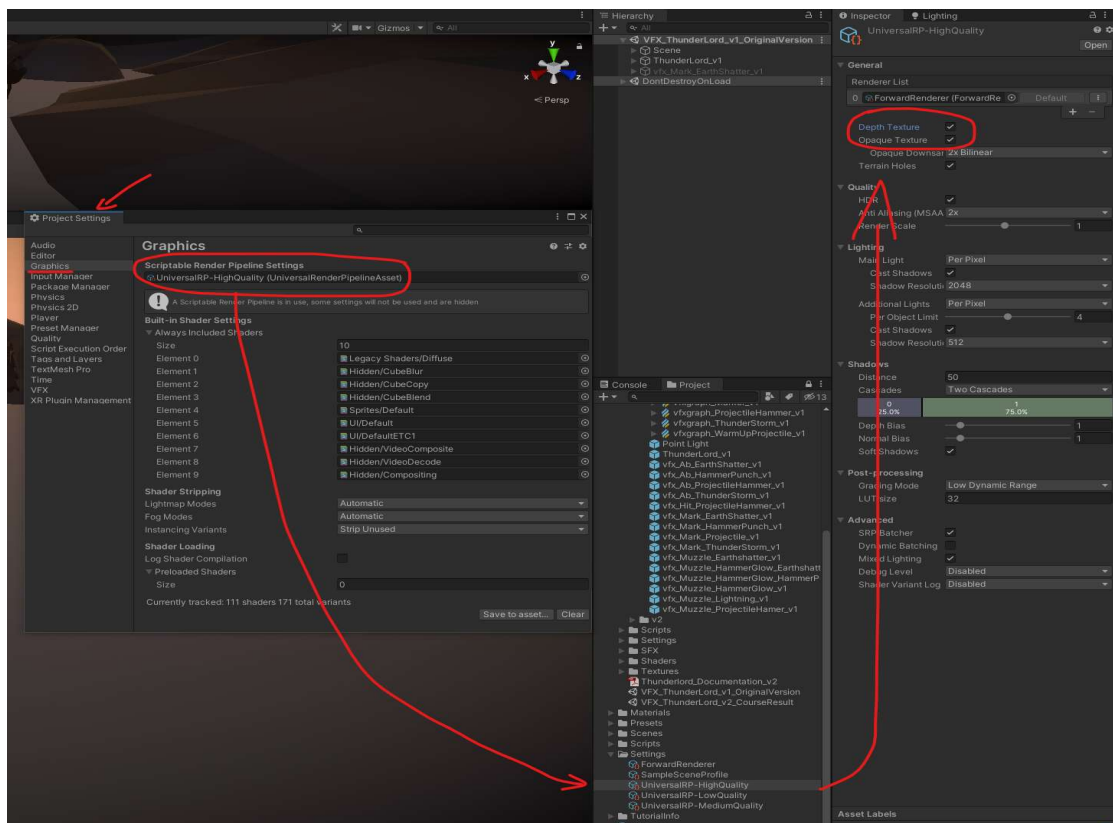 Gizmos All
y
x z
< Persp
Project Settings
Audio
Editor
Graphics
Input Manager
Package Manager
Physics
Physics 2D
Player
Preset Manager
Quality
Script Execution Order
Tags and Layers
TextMesh Pro
Time
VFX
XR Plugin Management
Graphics
Scriptable Render Pipeline Settings
UniversalRP-HighQuality (UniversalRenderPipelineAsset)
A Scriptable Render Pipeline is in use, some settings will not be used and are hidden
Built-in Shader Settings
Always Included Shaders
Size 10
Element 0 Legacy Shaders/Diffuse
Element 1 Hidden/CubeBlur
Element 2 Hidden/CubeCopy
Element 3 Hidden/CubeBlend
Element 4 Sprites/Default
Element 5 UI/Default
Element 6 UI/DefaultETC1
Element 7 Hidden/VideoComposite
Element 8 Hidden/VideoDecode
Element 9 Hidden/Compositing
Shader Stripping
Lightmap Modes Automatic
Fog Modes Automatic
Instancing Variants Strip Unused
Shader Loading
Log Shader Compilation
Preloaded Shaders
Size 0
Currently tracked: 111 shaders 171 total variants
Save to asset... Clear
Hierarchy
All
VFX_ThunderLord_v1_OriginalVersion
Scene
ThunderLord_v1
vfx_Mark_EarthShatter_v1
DontDestroyOnLoad
Console Project
13
vfxgraph_ProjectileHammer_v1
vfxgraph_ThunderStorm_v1
vfxgraph_WarmUpProjectile_v1
Point Light
ThunderLord_v1
vfx_Ab_EarthShatter_v1
vfx_Ab_HammerPunch_v1
vfx_Ab_ProjectileHammer_v1
vfx_Ab_ThunderStorm_v1
vfx_Hit_ProjectileHammer_v1
vfx_Mark_EarthShatter_v1
vfx_Mark_HammerPunch_v1
vfx_Mark_Projectile_v1
vfx_Mark_ThunderStorm_v1
vfx_Muzzle_Earthshatter_v1
vfx_Muzzle_HammerGlow_Earthshatt
vfx_Muzzle_HammerGlow_HammerP
vfx_Muzzle_HammerGlow_v1
vfx_Muzzle_Lightning_v1
vfx_Muzzle_ProjectileHamer_v1
v2
Scripts
Settings
SFX
Shaders
Textures
Thunderlord_Documentation_v2
VFX_ThunderLord_v1_OriginalVersion
VFX_ThunderLord_v2_CourseResult
Materials
Presets
Scenes
Scripts
Settings
ForwardRenderer
SampleSceneProfile
UniversalRP-HighQuality
UniversalRP-LowQuality
UniversalRP-MediumQuality
TutorialInfo
Inspector Lighting
UniversalRP-HighQuality
Open
General
Renderer List
0 ForwardRenderer (ForwardRe Default
+ -
Depth Texture
Opaque Texture
Opaque Downsar 2x Bilinear
Terrain Holes
Quality
HDR
Anti Aliasing (MSAA 2x
Render Scale 1
Lighting
Main Light Per Pixel
Cast Shadows
Shadow Resoluti 2048
Additional Lights Per Pixel
Per Object Limit 4
Cast Shadows
Shadow Resoluti 512
Shadows
Distance 50
Cascades Two Cascades
0 1
25.0% 75.0%
Depth Bias 1
Normal Bias 1
Soft Shadows
Post-processing
Grading Mode Low Dynamic Range
LUT size 32
Advanced
SRP Batcher
Dynamic Batching
Mixed Lighting
Debug Level Disabled
Shader Variant Log Disabled
Asset Labels